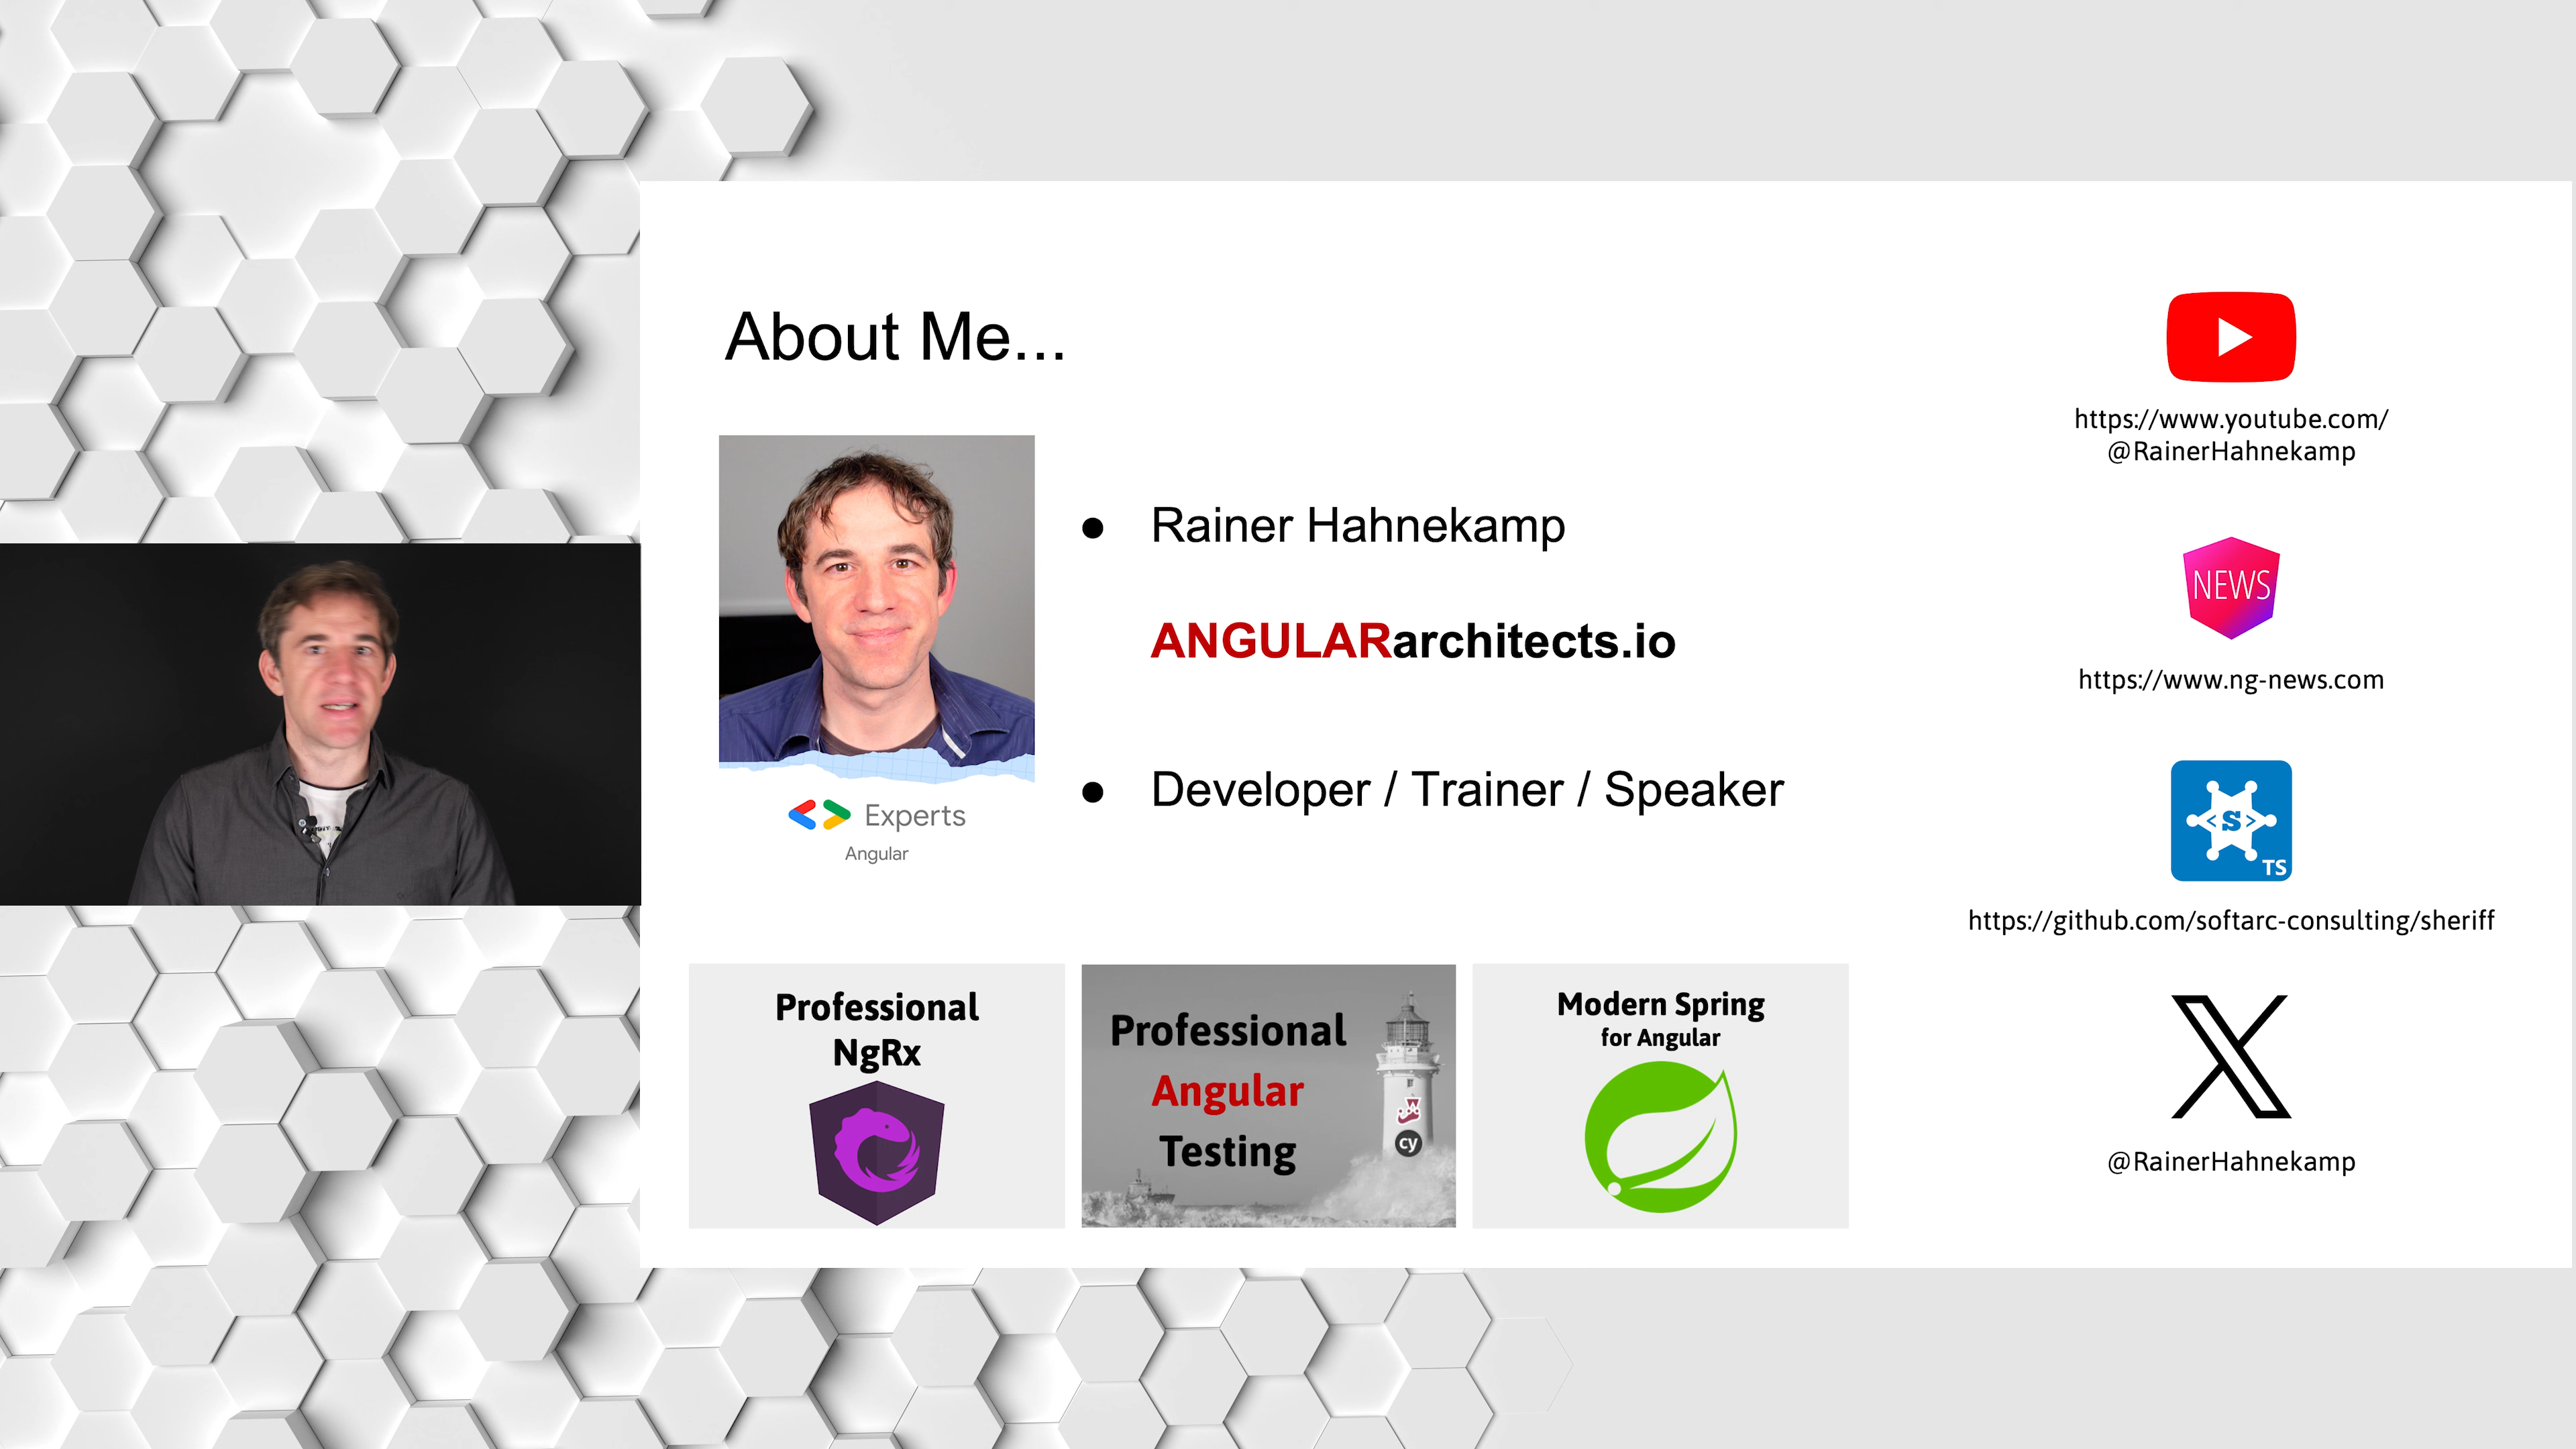 About Me...
Rainer Hahnekamp
ANGULARarchitects.io
Developer / Trainer / Speaker
Experts
Angular
Professional
NgRx
Professional
Angular
Testing
cy
Modern Spring
for Angular
https://www.youtube.com/
@RainerHahnekamp
NEWS
https://www.ng-news.com
<S>
TS
https://github.com/softarc-consulting/sheriff
@RainerHahnekamp